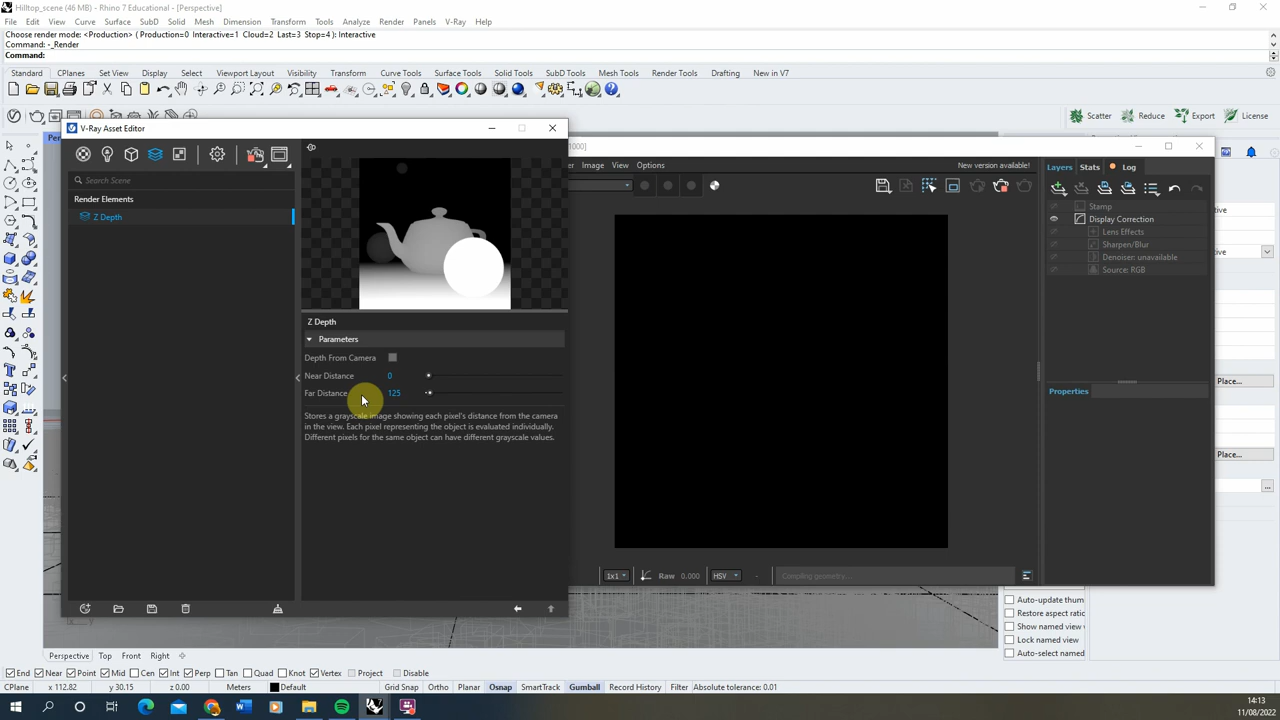 Hilltop_scene (46 MB) - Rhino 7 Educational - [Perspective]
File Edit View Curve Surface SubD Solid Mesh Dimension Transform Tools Analyze Render Panels V-Ray Help
Choose render mode: <Production> ( Production=0 Interactive=1 Cloud=2 Last=3 Stop=4 ): Interactive
Command: -_Render
Command:
Standard CPlanes Set View Display Select Viewport Layout Visibility Transform Curve Tools Surface Tools Solid Tools SubD Tools Mesh Tools Render Tools Drafting New in V7
Scatter Reduce Export License
V-Ray Asset Editor
1000]
Image View Options New version available! Layers Stats Log
Search Scene
Render Elements
Z Depth
Stamp
Display Correction
Lens Effects
Sharpen/Blur
Denoiser: unavailable
Source: RGB
Z Depth
Parameters
Depth From Camera
Near Distance 0
Far Distance 125
Stores a grayscale image showing each pixel's distance from the camera
in the view. Each pixel representing the object is evaluated individually.
Different pixels for the same object can have different grayscale values.
Properties
Place...
Place...
...
1x1 Raw 0.000 HSV - Compiling geometry...
Auto-update thum
Restore aspect ratio
Show named view
Lock named view
Auto-select named
Perspective Top Front Right
End Near Point Mid Cen Int Perp Tan Quad Knot Vertex Project Disable
CPlane x 112.82 y 30.15 z 0.00 Meters Default Grid Snap Ortho Planar Osnap SmartTrack Gumball Record History Filter Absolute tolerance: 0.01
14:13
11/08/2022